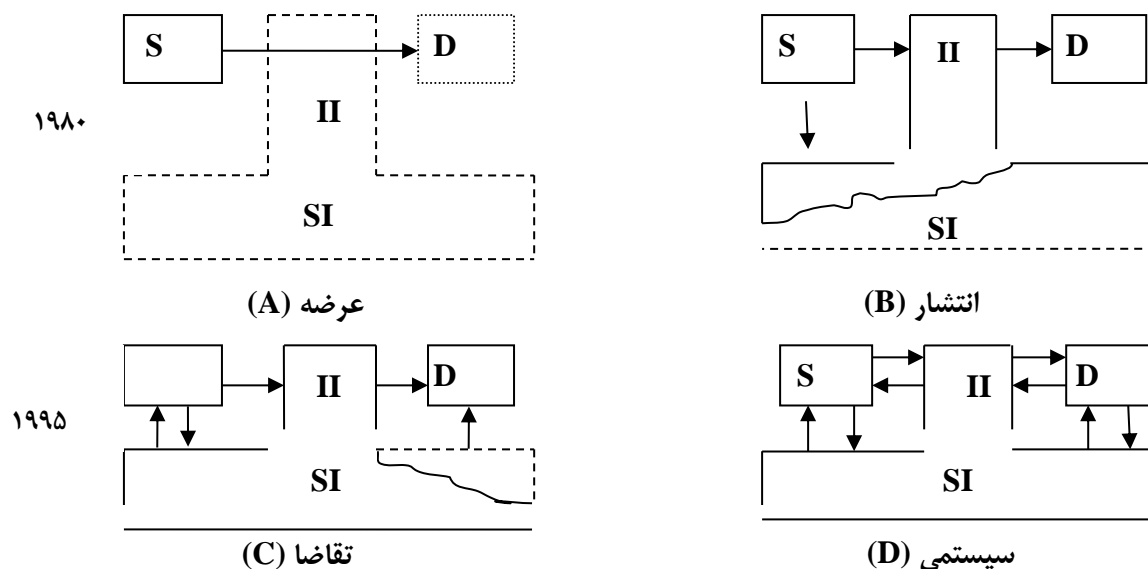 S D S II D
۱۹۸۰ II
SI SI
عرضه (A) انتشار (B)
II D S II D
۱۹۹۵
SI SI
تقاضا (C) سیستمی (D)